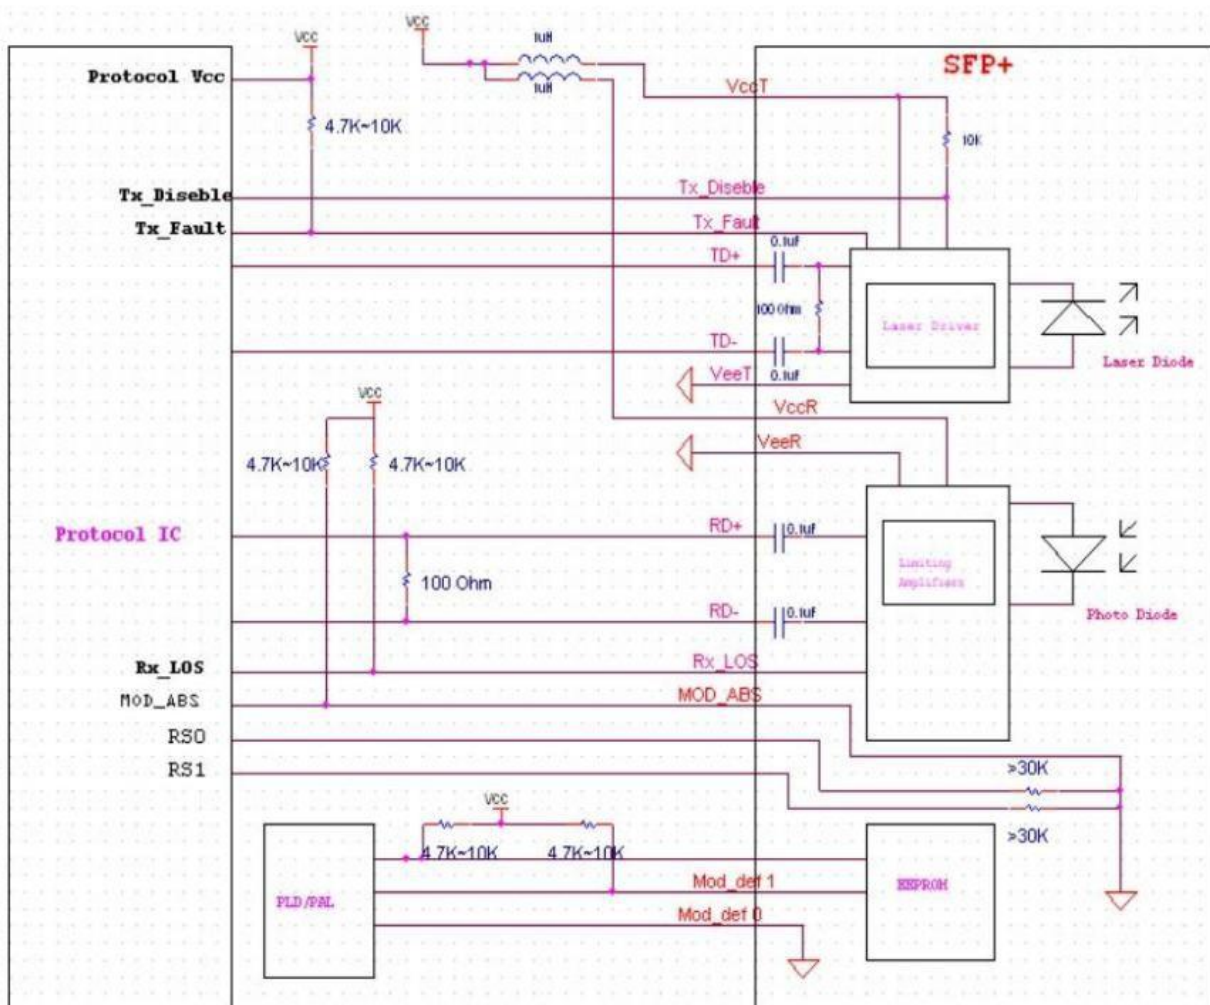 VCC
VCC
1uH
1uH
SFP+
Protocol Vcc
VccT
4.7K~10K
10K
Tx_Diseble
Tx_Diseble
Tx_Fault
Tx_Fault
0.1uf
TD+
100 Ohm
Laser Driver
TD-
Laser Diode
VeeT
0.1uf
VCC
VccR
VeeR
4.7K~10K
4.7K~10K
Protocol IC
RD+
0.1uf
Limiting
Amplifiers
100 Ohm
RD-
0.1uf
Photo Diode
Rx_LOS
Rx_LOS
MOD_ABS
MOD_ABS
RS0
RS1
>30K
VCC
>30K
4.7K~10K
4.7K~10K
Mod_def 1
EEPROM
PLD/PAL
Mod_def 0